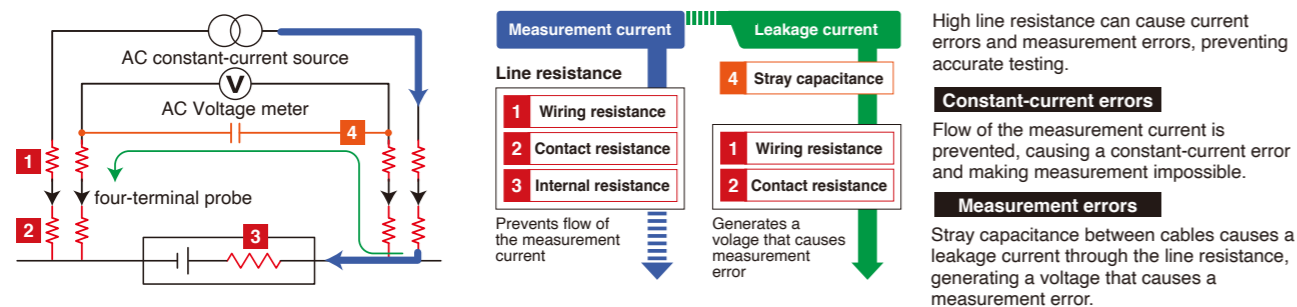 AC constant-current source
V
AC Voltage meter
4
1
four-terminal probe
2
3
Measurement current
Leakage current
Line resistance
4 Stray capacitance
1 Wiring resistance
2 Contact resistance
3 Internal resistance
1 Wiring resistance
2 Contact resistance
Prevents flow of
the measurement
current
Generates a
volage that causes
measurement
error
High line resistance can cause current
errors and measurement errors, preventing
accurate testing.
Constant-current errors
Flow of the measurement current is
prevented, causing a constant-current error
and making measurement impossible.
Measurement errors
Stray capacitance between cables causes a
leakage current through the line resistance,
generating a voltage that causes a
measurement error.